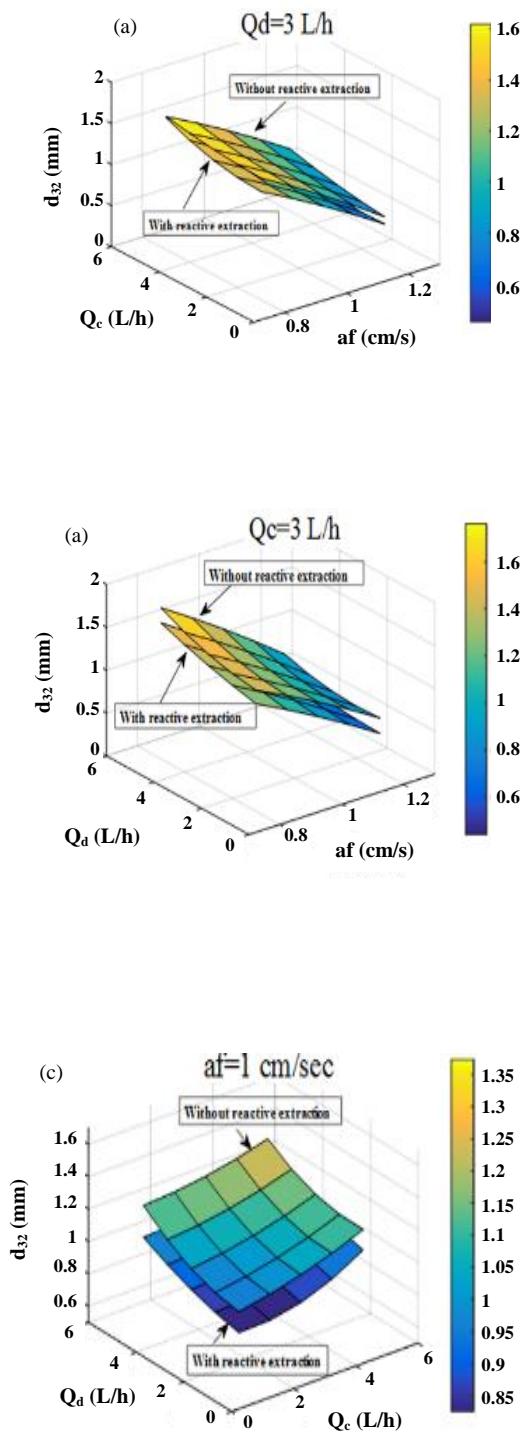 (a)
Qd=3 L/h
Without reactive extraction
With reactive extraction
d32 (mm)
2
1.5
1
0.5
0
6
4
2
0
Qc (L/h)
0.8
1
1.2
af (cm/s)
1.6
1.4
1.2
1
0.8
0.6
(a)
Qc=3 L/h
Without reactive extraction
With reactive extraction
d32 (mm)
2
1.5
1
0.5
0
6
4
2
0
Qd (L/h)
0.8
1
1.2
af (cm/s)
1.6
1.4
1.2
1
0.8
0.6
(c)
af=1 cm/sec
Without reactive extraction
With reactive extraction
d32 (mm)
1.6
1.4
1.2
1
0.8
0.6
6
4
2
0
Qd (L/h)
0
2
4
6
Qc (L/h)
1.35
1.3
1.25
1.2
1.15
1.1
1.05
1
0.95
0.9
0.85